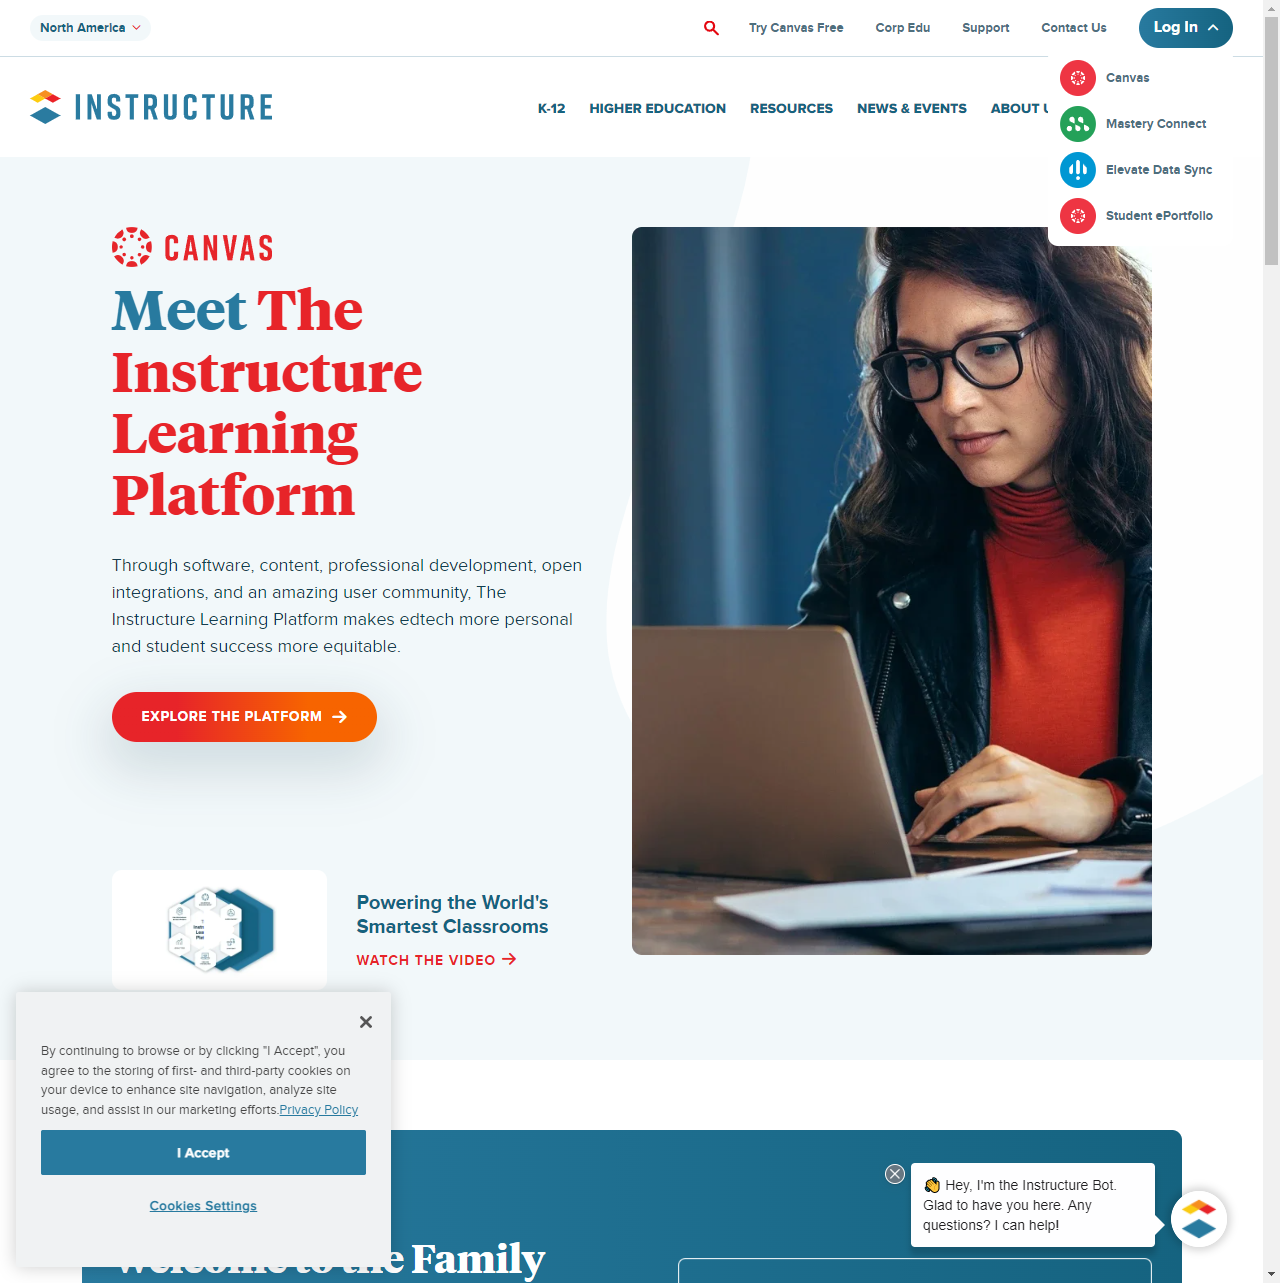 North America
Try Canvas Free
Corp Edu
Support
Contact Us
Log In
Canvas
Mastery Connect
Elevate Data Sync
Student ePortfolio
INSTRUCTURE
K-12
HIGHER EDUCATION
RESOURCES
NEWS & EVENTS
ABOUT
CANVAS
Meet The
Instructure
Learning
Platform
Through software, content, professional development, open
integrations, and an amazing user community, The
Instructure Learning Platform makes edtech more personal
and student success more equitable.
EXPLORE THE PLATFORM
Powering the World's
Smartest Classrooms
WATCH THE VIDEO
By continuing to browse or by clicking "I Accept", you
agree to the storing of first- and third-party cookies on
your device to enhance site navigation, analyze site
usage, and assist in our marketing efforts.Privacy Policy
I Accept
Cookies Settings
Hey, I'm the Instructure Bot.
Glad to have you here. Any
questions? I can help!
Welcome to the Family